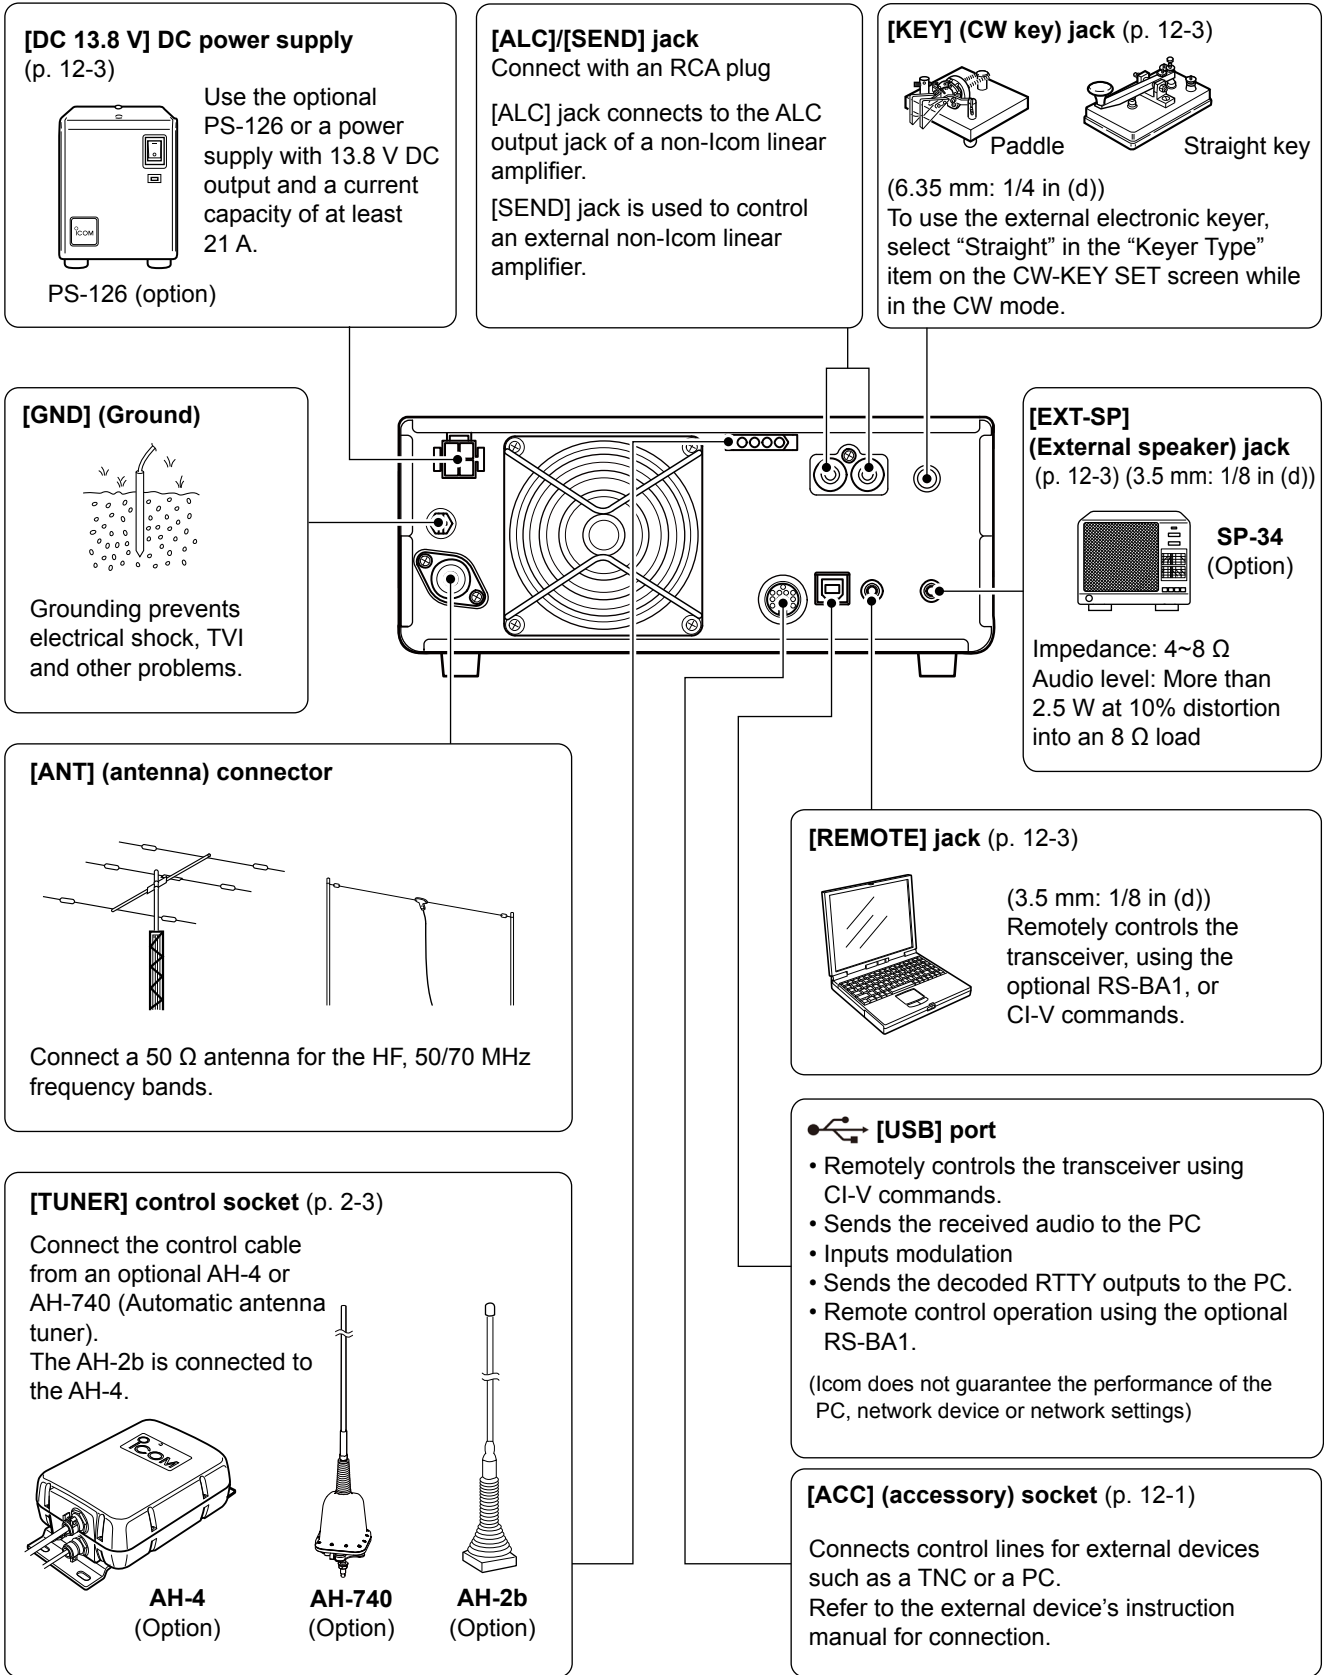 [DC 13.8 V] DC power supply
(p. 12-3)
Use the optional
PS-126 or a power
supply with 13.8 V DC
output and a current
capacity of at least
21 A.
ICOM
PS-126 (option)
[ALC]/[SEND] jack
Connect with an RCA plug
[ALC] jack connects to the ALC
output jack of a non-Icom linear
amplifier.
[SEND] jack is used to control
an external non-Icom linear
amplifier.
[KEY] (CW key) jack (p. 12-3)
Paddle
Straight key
(6.35 mm: 1/4 in (d))
To use the external electronic keyer,
select “Straight” in the “Keyer Type”
item on the CW-KEY SET screen while
in the CW mode.
[GND] (Ground)
Grounding prevents
electrical shock, TVI
and other problems.
[EXT-SP]
(External speaker) jack
(p. 12-3) (3.5 mm: 1/8 in (d))
SP-34
(Option)
Impedance: 4~8 Ω
Audio level: More than
2.5 W at 10% distortion
into an 8 Ω load
[ANT] (antenna) connector
Connect a 50 Ω antenna for the HF, 50/70 MHz
frequency bands.
[REMOTE] jack (p. 12-3)
(3.5 mm: 1/8 in (d))
Remotely controls the
transceiver, using the
optional RS-BA1, or
CI-V commands.
[USB] port
• Remotely controls the transceiver using
CI-V commands.
• Sends the received audio to the PC
• Inputs modulation
• Sends the decoded RTTY outputs to the PC.
• Remote control operation using the optional
RS-BA1.
(Icom does not guarantee the performance of the
PC, network device or network settings)
[TUNER] control socket (p. 2-3)
Connect the control cable
from an optional AH-4 or
AH-740 (Automatic antenna
tuner).
The AH-2b is connected to
the AH-4.
ICOM
AH-4
(Option)
AH-740
(Option)
AH-2b
(Option)
[ACC] (accessory) socket (p. 12-1)
Connects control lines for external devices
such as a TNC or a PC.
Refer to the external device’s instruction
manual for connection.